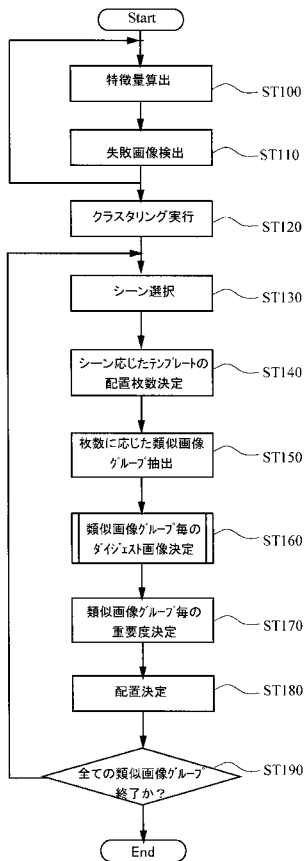 Start
特徴量算出
ST100
失敗画像検出
ST110
クラスタリング実行
ST120
シーン選択
ST130
シーン応じたテンプレートの
配置枚数決定
ST140
枚数に応じた類似画像
グループ抽出
ST150
類似画像グループ毎の
ダイジェスト画像決定
ST160
類似画像グループ毎の
重要度決定
ST170
配置決定
ST180
全ての類似画像グループ
終了か？
ST190
End